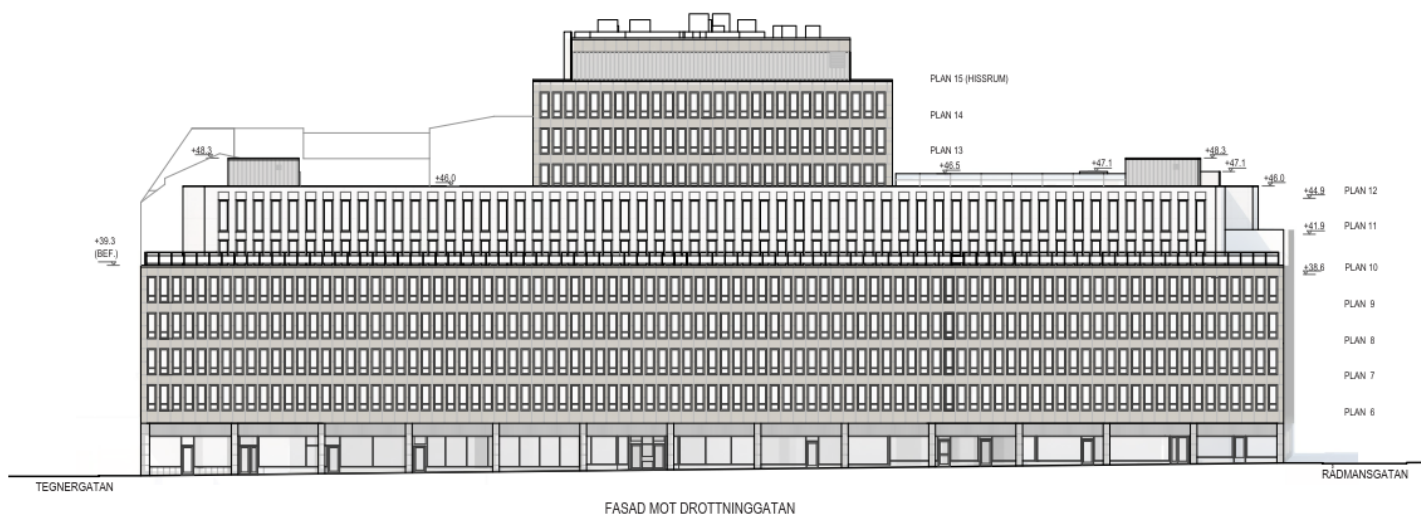 PLAN 15 (HISSRUM)
PLAN 14
PLAN 13
+48.3
+46.0
+46.5
+47.1
+48.3
+47.1
+46.0
+44.9 PLAN 12
+41.9 PLAN 11
+39.3
(BEF.)
+38.6 PLAN 10
PLAN 9
PLAN 8
PLAN 7
PLAN 6
TEGNERGATAN
RÅDMANSGATAN
FASAD MOT DROTTNINGGATAN